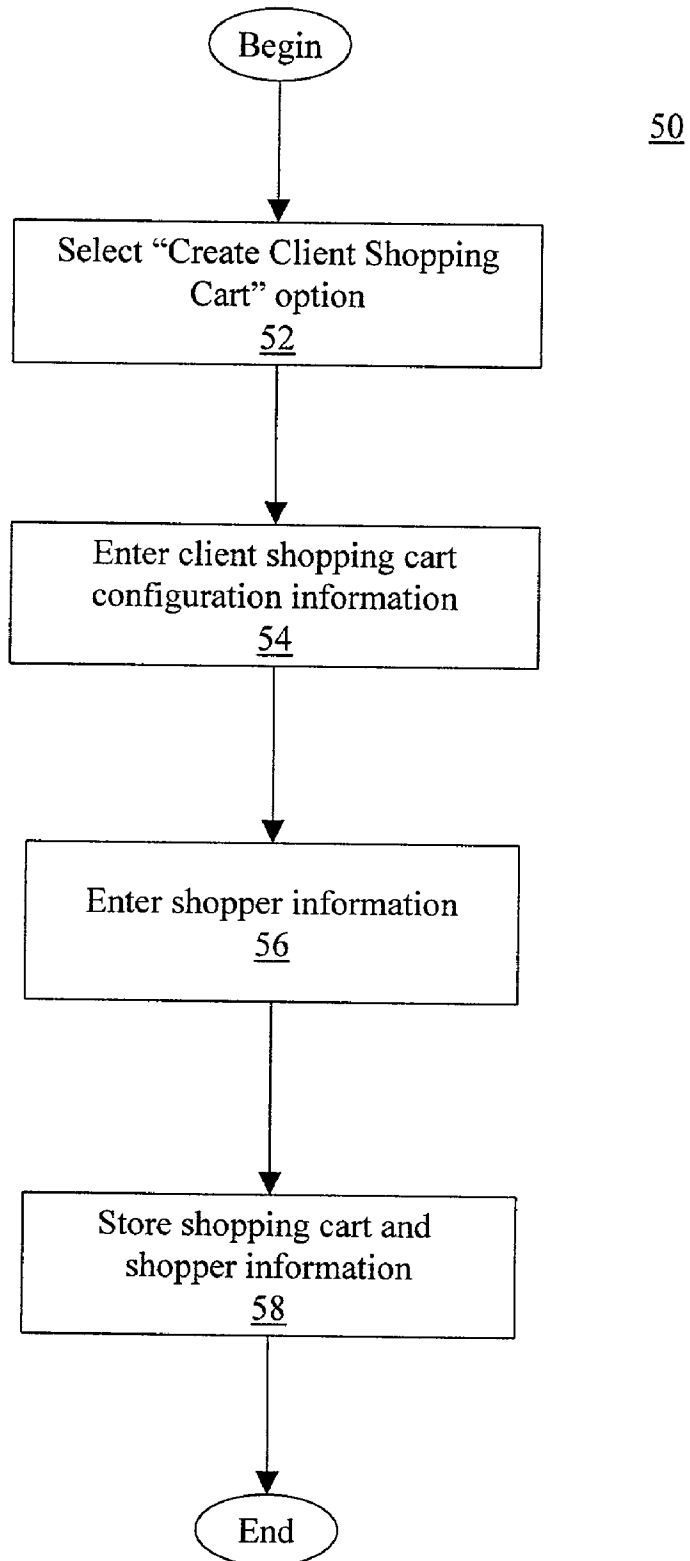 Begin
50
Select “Create Client Shopping
Cart” option
52
Enter client shopping cart
configuration information
54
Enter shopper information
56
Store shopping cart and
shopper information
58
End